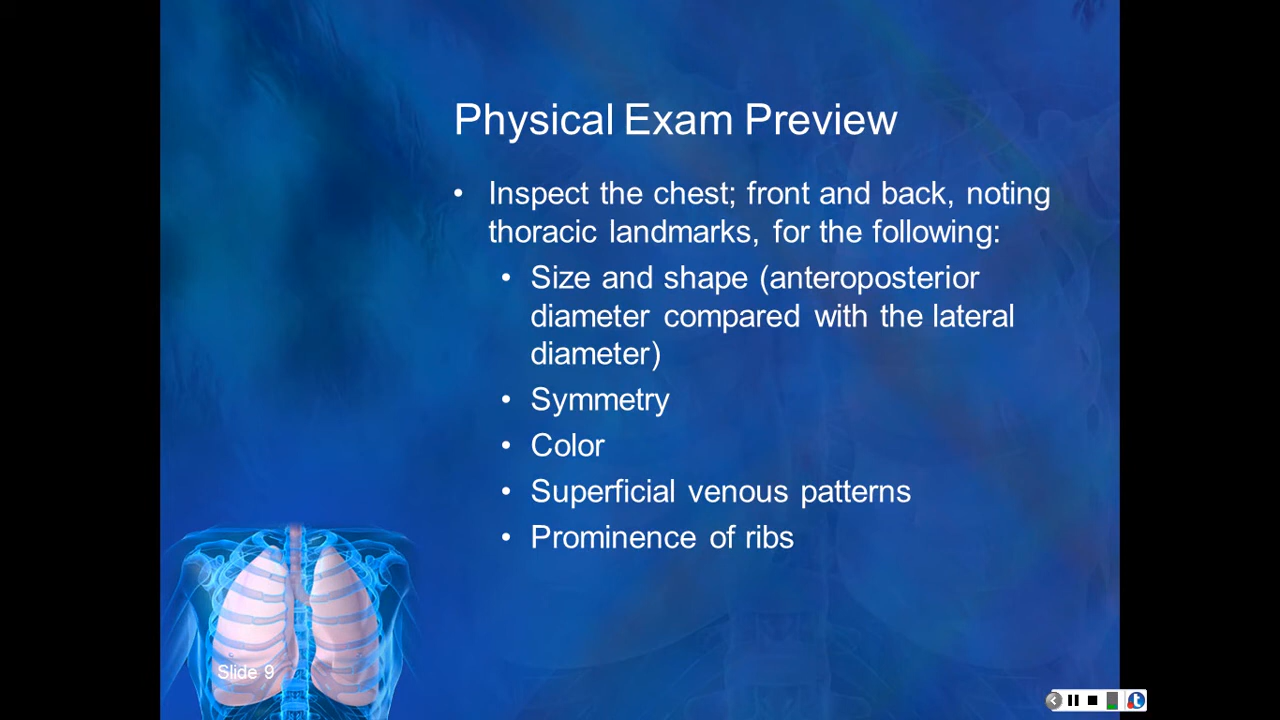 Physical Exam Preview
• Inspect the chest; front and back, noting
thoracic landmarks, for the following:
• Size and shape (anteroposterior
diameter compared with the lateral
diameter)
• Symmetry
• Color
• Superficial venous patterns
• Prominence of ribs
Slide 9
t